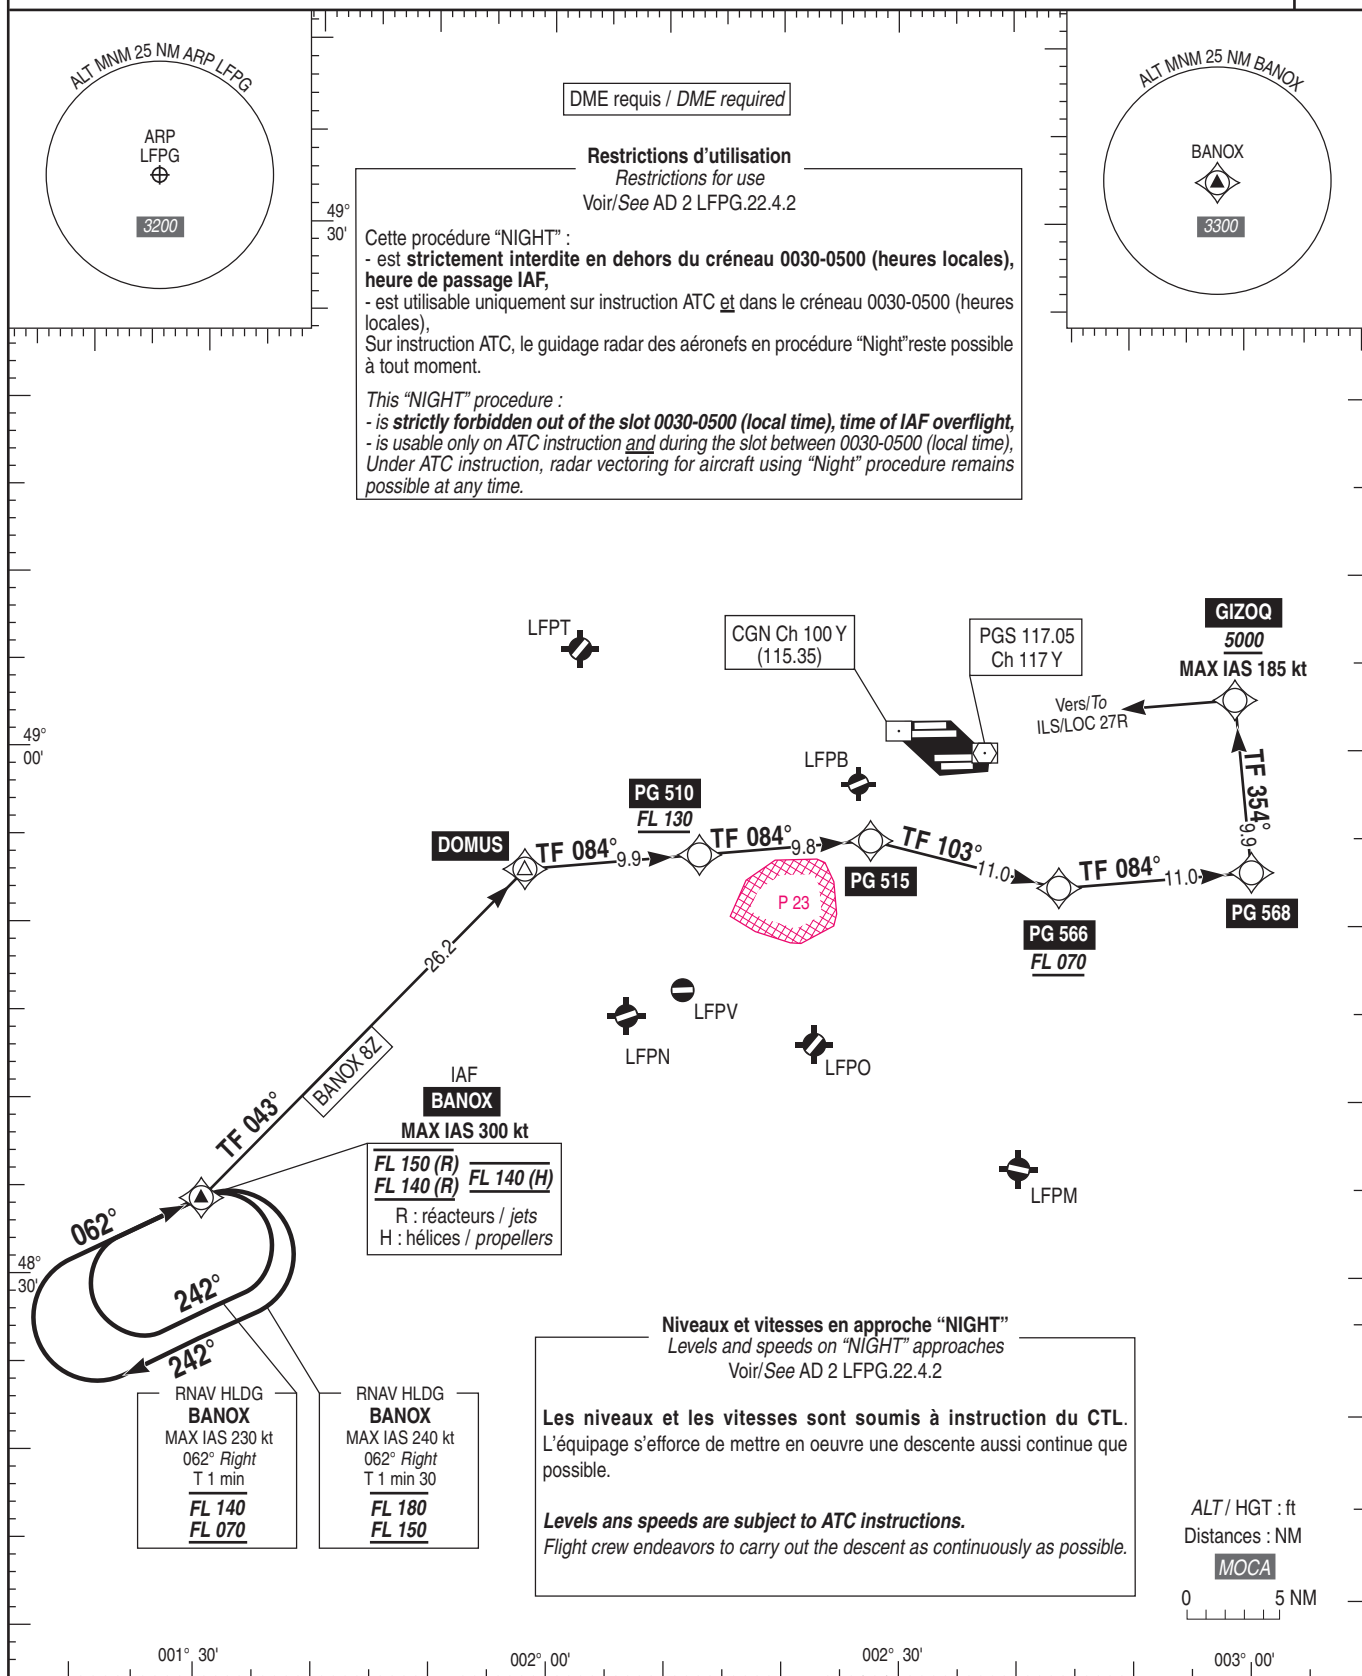 ALT MNM 25 NM ARP LFPG
ARP
LFPG
3200
DME requis / DME required
ALT MNM 25 NM BANOX
BANOX
3300
Restrictions d'utilisation
Restrictions for use
Voir/See AD 2 LFPG.22.4.2
Cette procédure “NIGHT” :
- est strictement interdite en dehors du créneau 0030-0500 (heures locales),
heure de passage IAF,
- est utilisable uniquement sur instruction ATC et dans le créneau 0030-0500 (heures
locales),
Sur instruction ATC, le guidage radar des aéronefs en procédure “Night”reste possible
à tout moment.
This “NIGHT” procedure :
- is strictly forbidden out of the slot 0030-0500 (local time), time of IAF overflight,
- is usable only on ATC instruction and during the slot between 0030-0500 (local time),
Under ATC instruction, radar vectoring for aircraft using “Night” procedure remains
possible at any time.
49°
30'
LFPT
CGN Ch 100 Y
(115.35)
PGS 117.05
Ch 117 Y
GIZOQ
5000
MAX IAS 185 kt
Vers/To
ILS/LOC 27R
49°
00'
LFPB
PG 510
FL 130
DOMUS
TF 084°
9.9
TF 084°
9.8
PG 515
TF 103°
11.0
TF 084°
11.0
TF 354°
9.9
PG 568
PG 566
FL 070
P 23
26.2
LFPV
LFPN
LFPO
LFPM
BANOX 8Z
TF 043°
IAF
BANOX
MAX IAS 300 kt
FL 150 (R)
FL 140 (R)
FL 140 (H)
R : réacteurs / jets
H : hélices / propellers
062°
242°
242°
48°
30'
RNAV HLDG
BANOX
MAX IAS 230 kt
062° Right
T 1 min
FL 140
FL 070
RNAV HLDG
BANOX
MAX IAS 240 kt
062° Right
T 1 min 30
FL 180
FL 150
Niveaux et vitesses en approche “NIGHT”
Levels and speeds on “NIGHT” approaches
Voir/See AD 2 LFPG.22.4.2
Les niveaux et les vitesses sont soumis à instruction du CTL.
L'équipage s'efforce de mettre en oeuvre une descente aussi continue que
possible.
Levels ans speeds are subject to ATC instructions.
Flight crew endeavors to carry out the descent as continuously as possible.
ALT / HGT : ft
Distances : NM
MOCA
0 5 NM
001° 30'
002° 00'
002° 30'
003° 00'